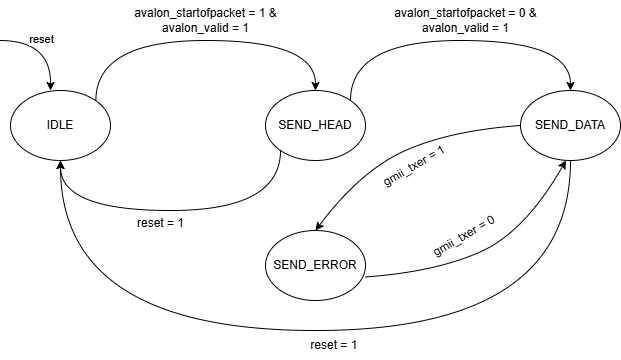 avalon_startofpacket = 1 &
avalon_valid = 1
avalon_startofpacket = 0 &
avalon_valid = 1
reset
IDLE
SEND_HEAD
SEND_DATA
gmii_txer = 1
reset = 1
gmii_txer = 0
SEND_ERROR
reset = 1